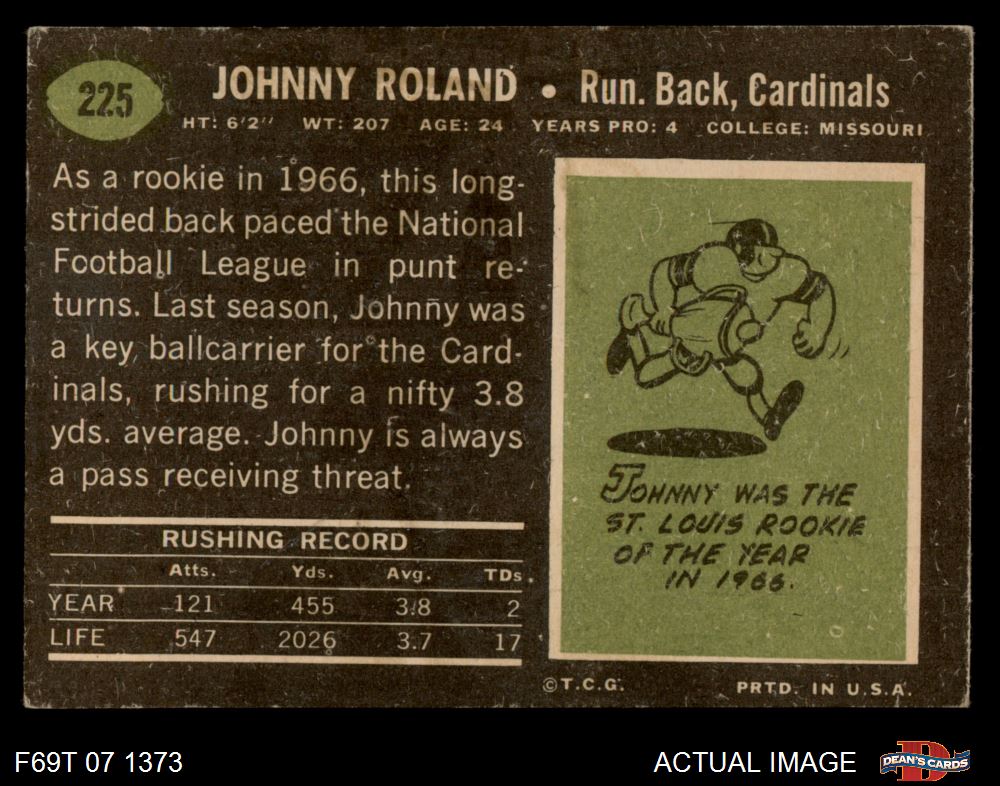 225
JOHNNY ROLAND • Run. Back, Cardinals
HT: 6'2" WT: 207 AGE: 24 YEARS PRO: 4 COLLEGE: MISSOURI
As a rookie in 1966, this long-
strided back paced the National
Football League in punt re-
turns. Last season, Johnny was
a key ballcarrier for the Card-
inals, rushing for a nifty 3.8
yds. average. Johnny is always
a pass receiving threat.
RUSHING RECORD
Atts. Yds. Avg. TDs.
YEAR 121 455 3.8 2
LIFE 547 2026 3.7 17
JOHNNY WAS THE
ST. LOUIS ROOKIE
OF THE YEAR
IN 1966.
©T.C.G. PRTD. IN U.S.A.
F69T 07 1373
ACTUAL IMAGE
D
DEAN'S CARDS